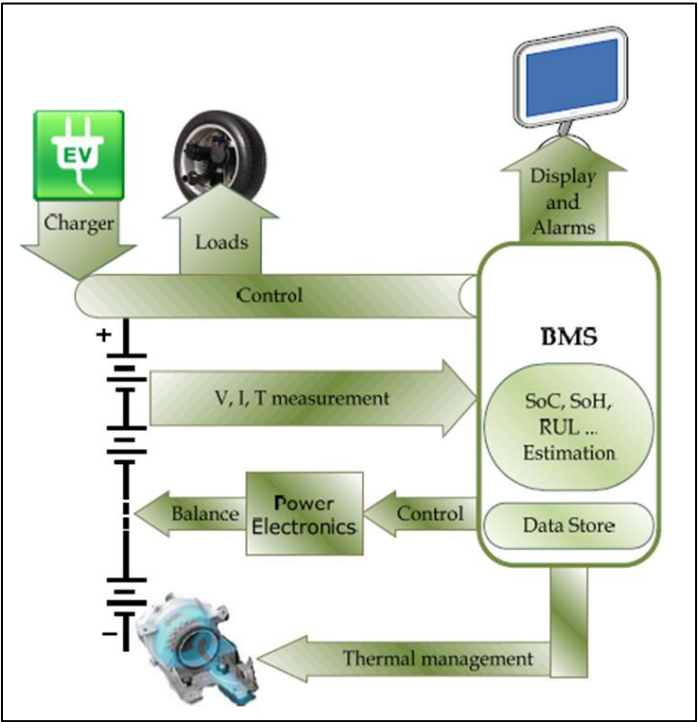 EV
Charger
Loads
Display
and
Alarms
Control
+
BMS
V, I, T measurement
SoC, SoH,
RUL ...
Estimation
Balance
Power
Electronics
Control
Data Store
−
Thermal management